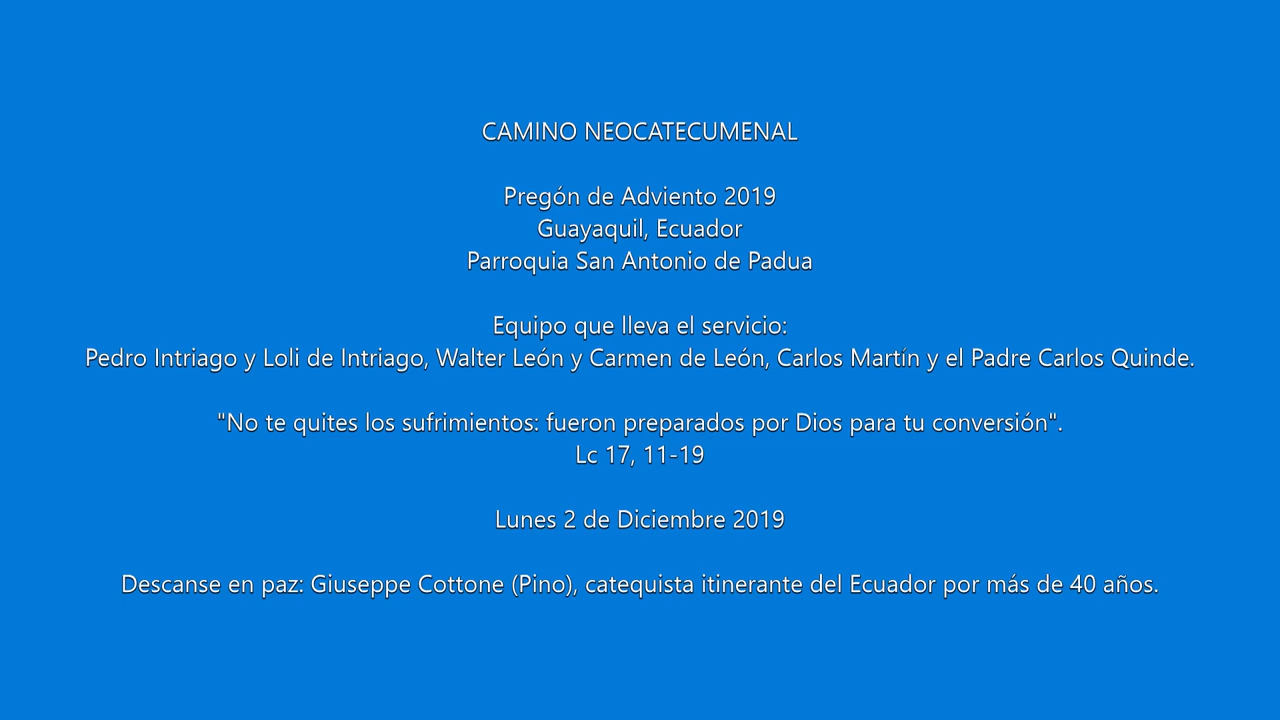 CAMINO NEOCATECUMENAL
Pregón de Adviento 2019
Guayaquil, Ecuador
Parroquia San Antonio de Padua
Equipo que lleva el servicio:
Pedro Intriago y Loli de Intriago, Walter León y Carmen de León, Carlos Martín y el Padre Carlos Quinde.
"No te quites los sufrimientos: fueron preparados por Dios para tu conversión".
Lc 17, 11-19
Lunes 2 de Diciembre 2019
Descanse en paz: Giuseppe Cottone (Pino), catequista itinerante del Ecuador por más de 40 años.